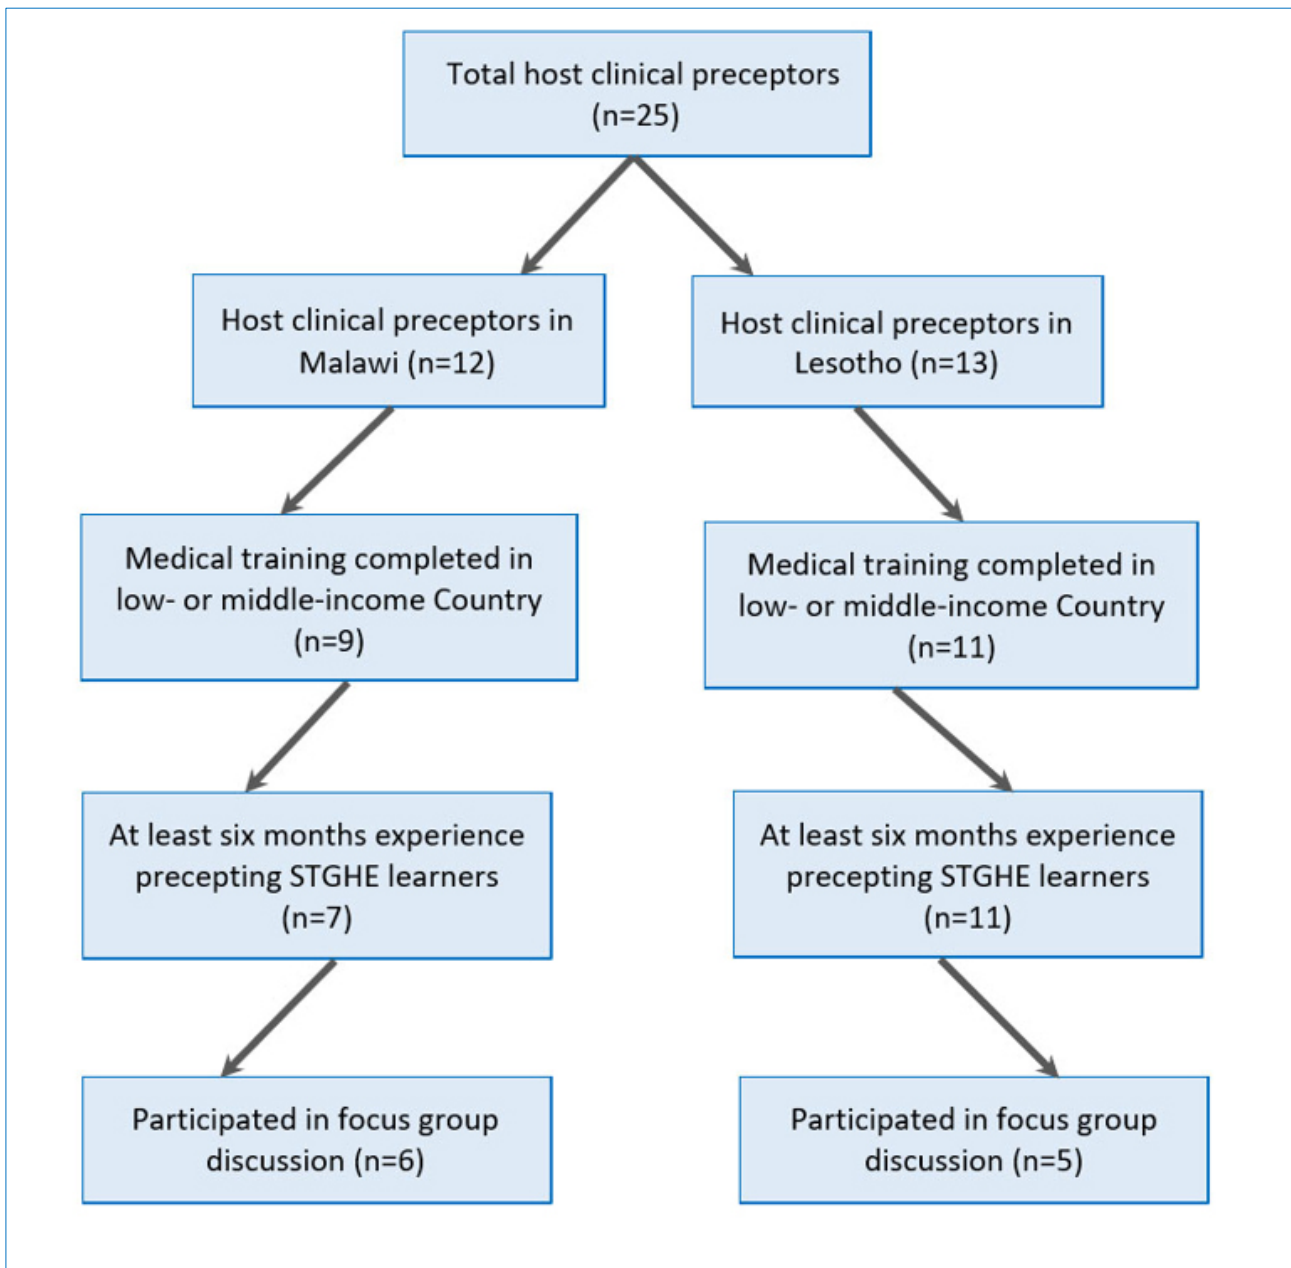 Total host clinical preceptors
(n=25)
Host clinical preceptors in
Malawi (n=12)
Host clinical preceptors in
Lesotho (n=13)
Medical training completed in
low- or middle-income Country
(n=9)
Medical training completed in
low- or middle-income Country
(n=11)
At least six months experience
precepting STGHE learners
(n=7)
At least six months experience
precepting STGHE learners
(n=11)
Participated in focus group
discussion (n=6)
Participated in focus group
discussion (n=5)